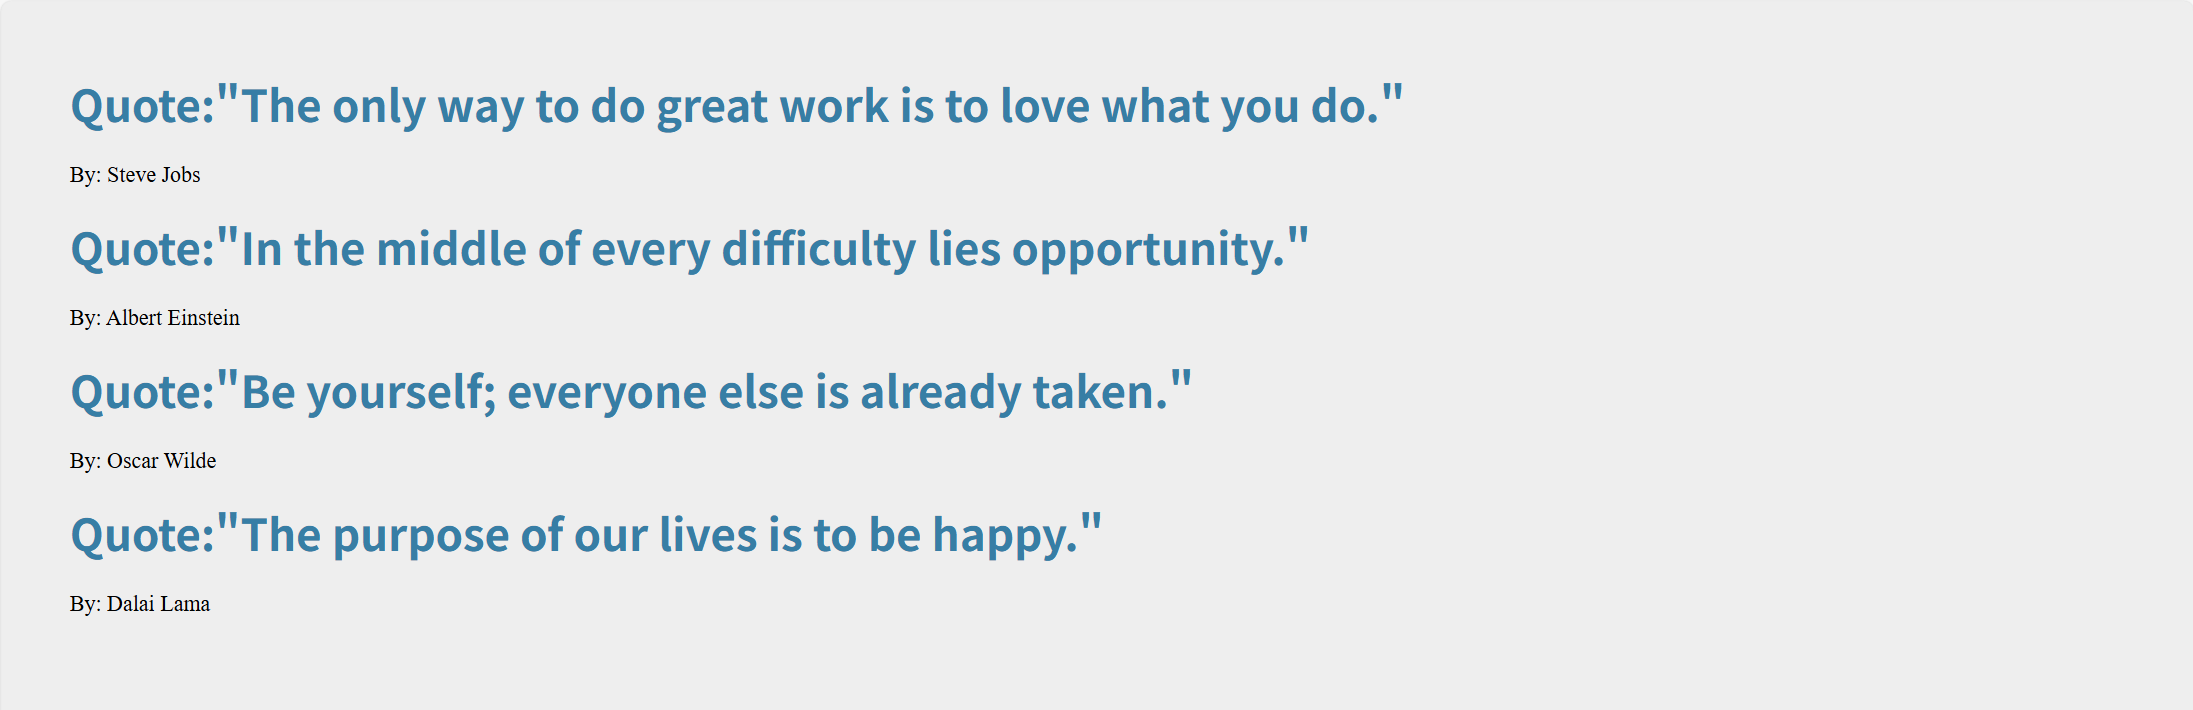 Quote:"The only way to do great work is to love what you do."
By: Steve Jobs
Quote:"In the middle of every difficulty lies opportunity."
By: Albert Einstein
Quote:"Be yourself; everyone else is already taken."
By: Oscar Wilde
Quote:"The purpose of our lives is to be happy."
By: Dalai Lama